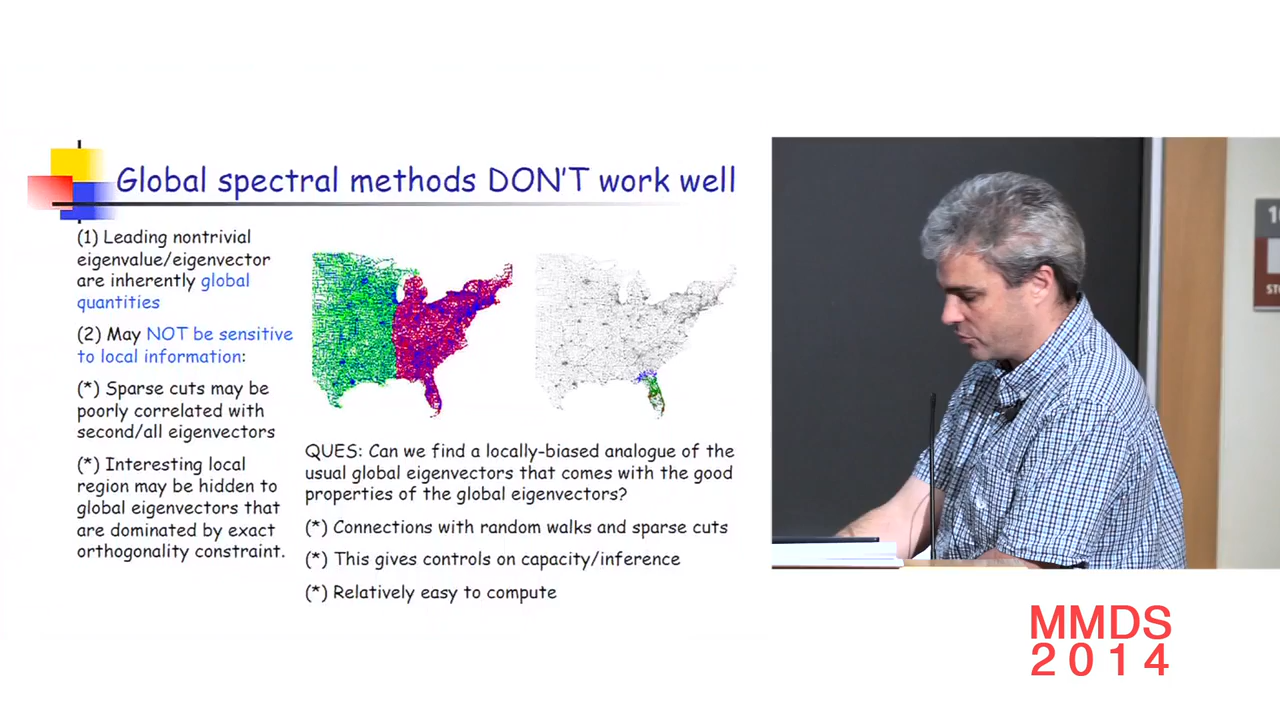 Global spectral methods DON'T work well
(1) Leading nontrivial
eigenvalue/eigenvector
are inherently global
quantities
(2) May NOT be sensitive
to local information:
(*) Sparse cuts may be
poorly correlated with
second/all eigenvectors
(*) Interesting local
region may be hidden to
global eigenvectors that
are dominated by exact
orthogonality constraint.
QUES: Can we find a locally-biased analogue of the
usual global eigenvectors that comes with the good
properties of the global eigenvectors?
(*) Connections with random walks and sparse cuts
(*) This gives controls on capacity/inference
(*) Relatively easy to compute
MMDS
2014